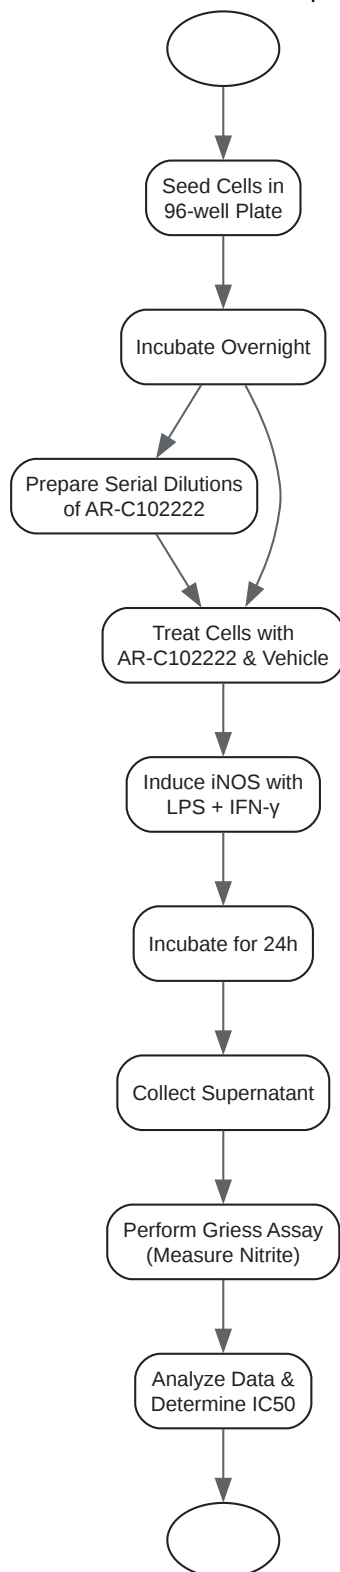 Seed Cells in
96-well Plate
Incubate Overnight
Prepare Serial Dilutions
of AR-C102222
Treat Cells with
AR-C102222 & Vehicle
Induce iNOS with
LPS + IFN-γ
Incubate for 24h
Collect Supernatant
Perform Griess Assay
(Measure Nitrite)
Analyze Data &
Determine IC50